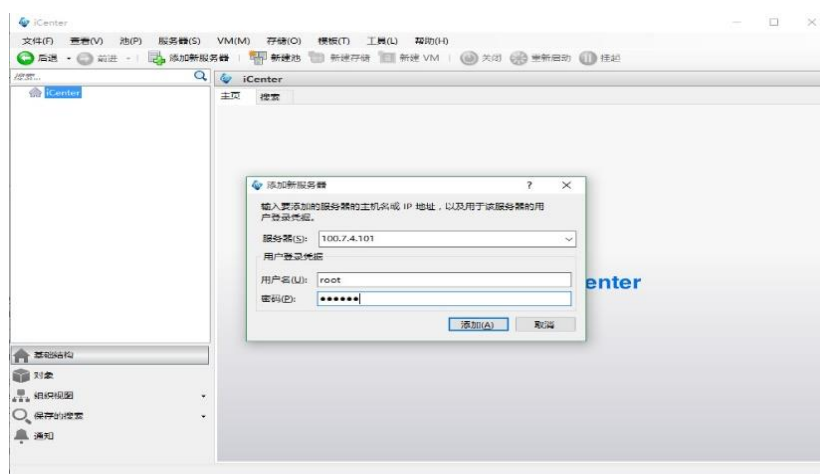 iCenter
文件(F) 查看(V) 池(P) 服务器(S) VM(M) 存储(O) 模板(T) 工具(L) 帮助(H)
后退 前进 添加新服务器 新建池 新建存储 新建 VM 关闭 重新启动 挂起
搜索...
iCenter
iCenter
主页 搜索
添加新服务器
输入要添加的服务器的主机名或 IP 地址,以及用于该服务器的用
户登录凭据。
服务器(S): 100.7.4.101
用户登录凭据
用户名(U): root
密码(P): ●●●●●●
enter
添加(A) 取消
基础结构
对象
组织视图
保存的搜索
通知